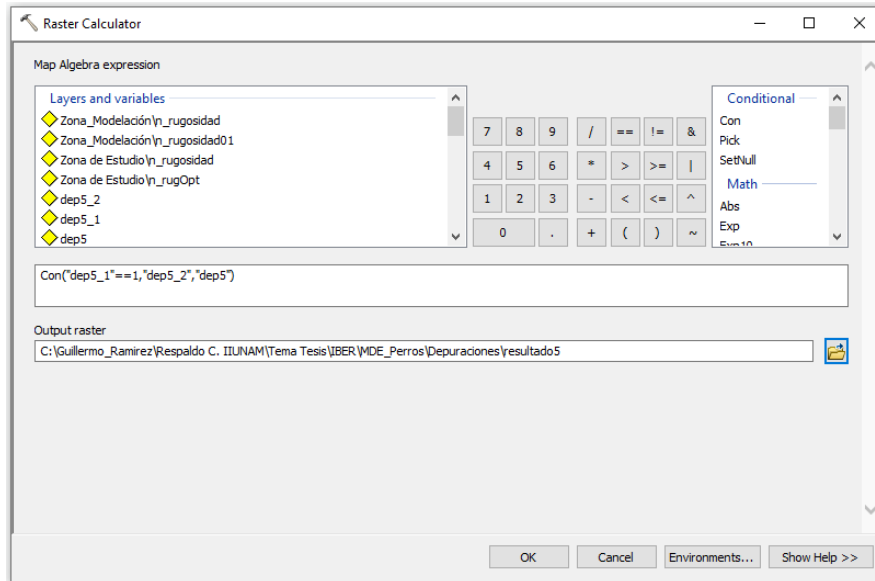 Raster Calculator
Map Algebra expression
Layers and variables
Zona_Modelación\n_rugosidad
Zona_Modelación\n_rugosidad01
Zona de Estudio\n_rugosidad
Zona de Estudio\n_rugOpt
dep5_2
dep5_1
dep5
7 8 9 / == != &
4 5 6 * > >= |
1 2 3 - < <= ^
0 . + ( ) ~
Conditional
Con
Pick
SetNull
Math
Abs
Exp
Exp10
Con("dep5_1"==1,"dep5_2","dep5")
Output raster
C:\Guillermo_Ramirez\Respaldo C. IIUNAM\Tema Tesis\IBER\MDE_Perros\Depuraciones\resultado5
OK Cancel Environments... Show Help >>